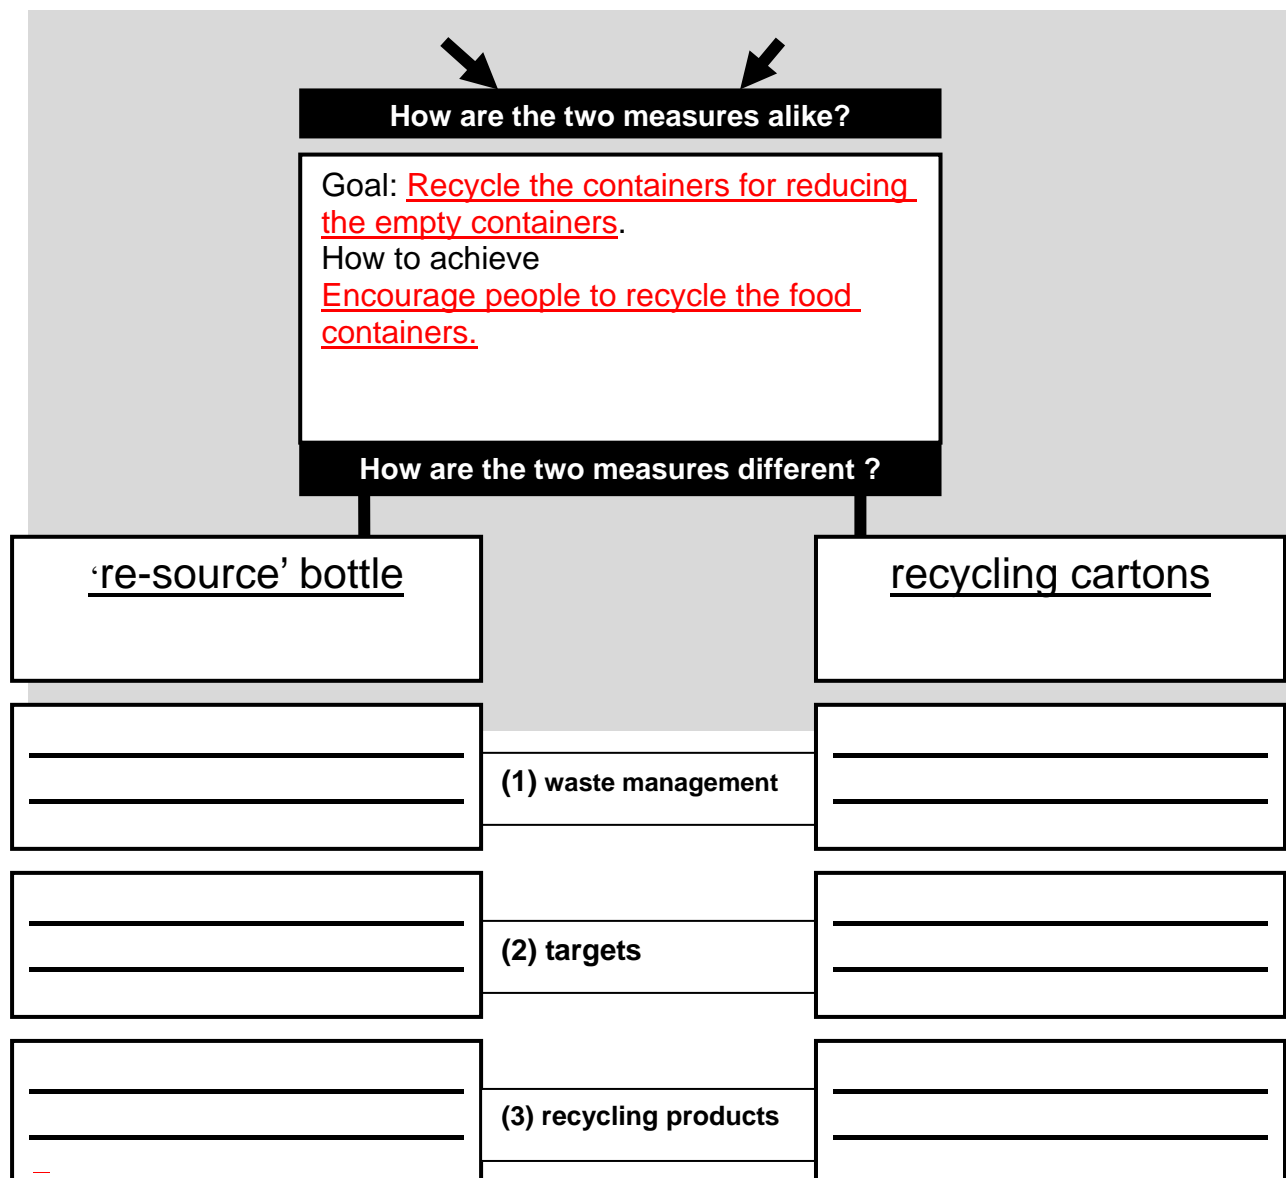 How are the two measures alike?
Goal: Recycle the containers for reducing
the empty containers.
How to achieve
Encourage people to recycle the food
containers.
How are the two measures different ?
‘re-source’ bottle
recycling cartons
(1) waste management
(2) targets
(3) recycling products